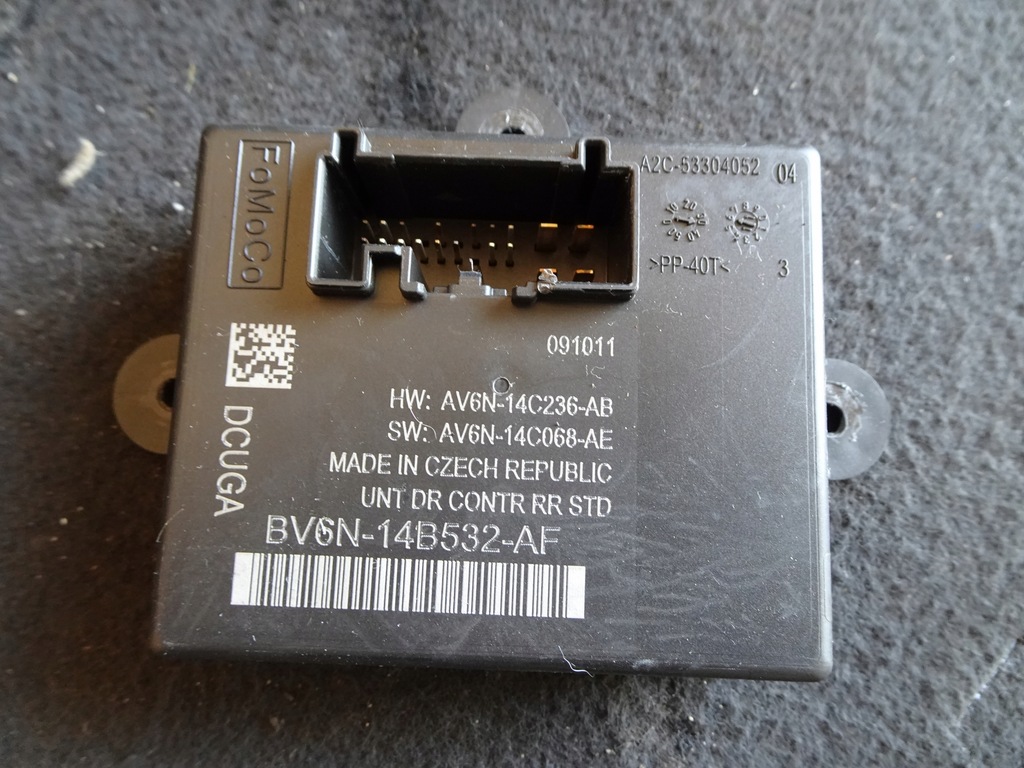 FoMoCo
A2C-53304052 04
>PP-40T< 3
091011
DCUGA
HW: AV6N-14C236-AB
SW: AV6N-14C068-AE
MADE IN CZECH REPUBLIC
UNT DR CONTR RR STD
BV6N-14B532-AF